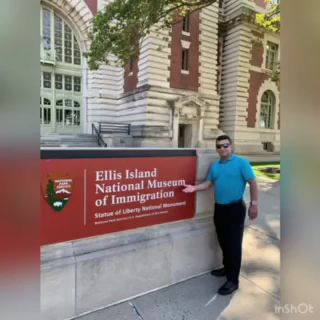 Ellis Island
National Museum
of Immigration
Statue of Liberty National Monument
InShOt